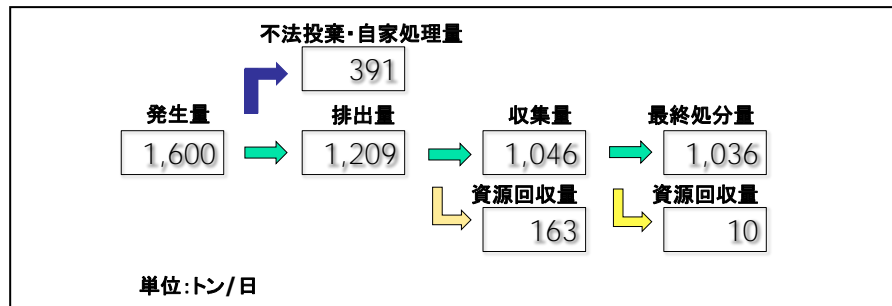 不法投棄・自家処理量
391
発生量 排出量 収集量 最終処分量
1,600 1,209 1,046 1,036
資源回収量 資源回収量
163 10
単位:トン/日